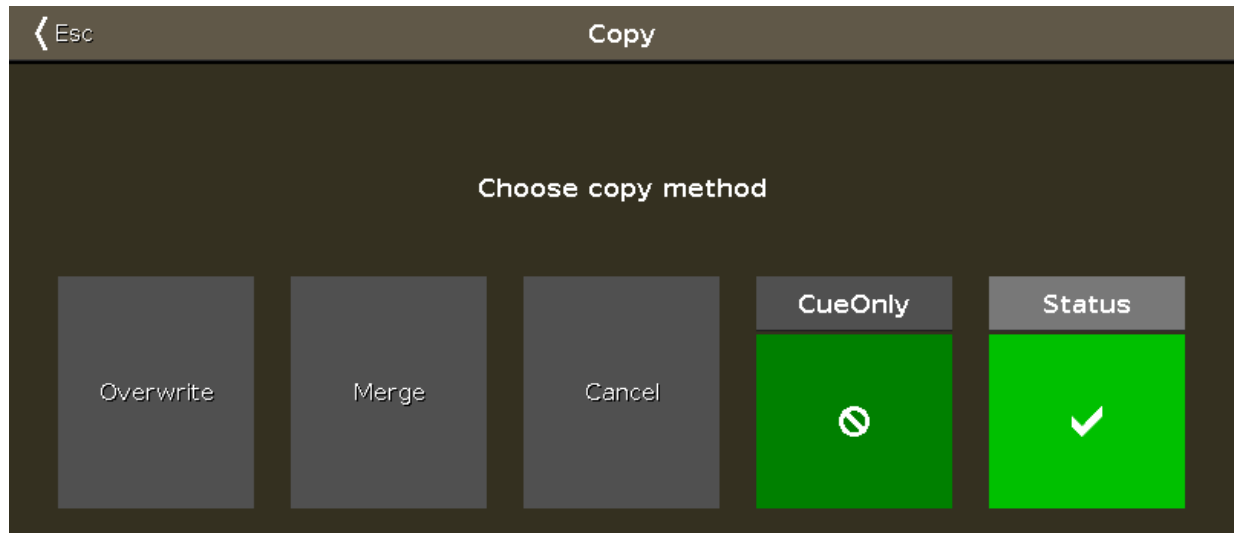 Esc
Copy
Choose copy method
Overwrite
Merge
Cancel
CueOnly
Status